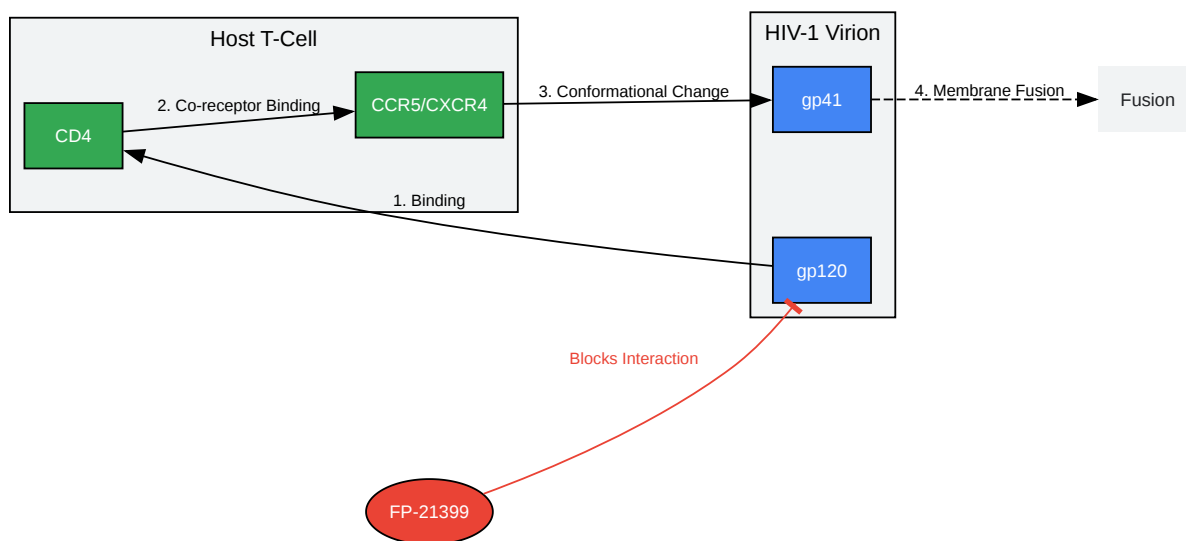 Host T-Cell
HIV-1 Virion
CD4
2. Co-receptor Binding
CCR5/CXCR4
3. Conformational Change
gp41
4. Membrane Fusion
Fusion
1. Binding
gp120
Blocks Interaction
FP-21399